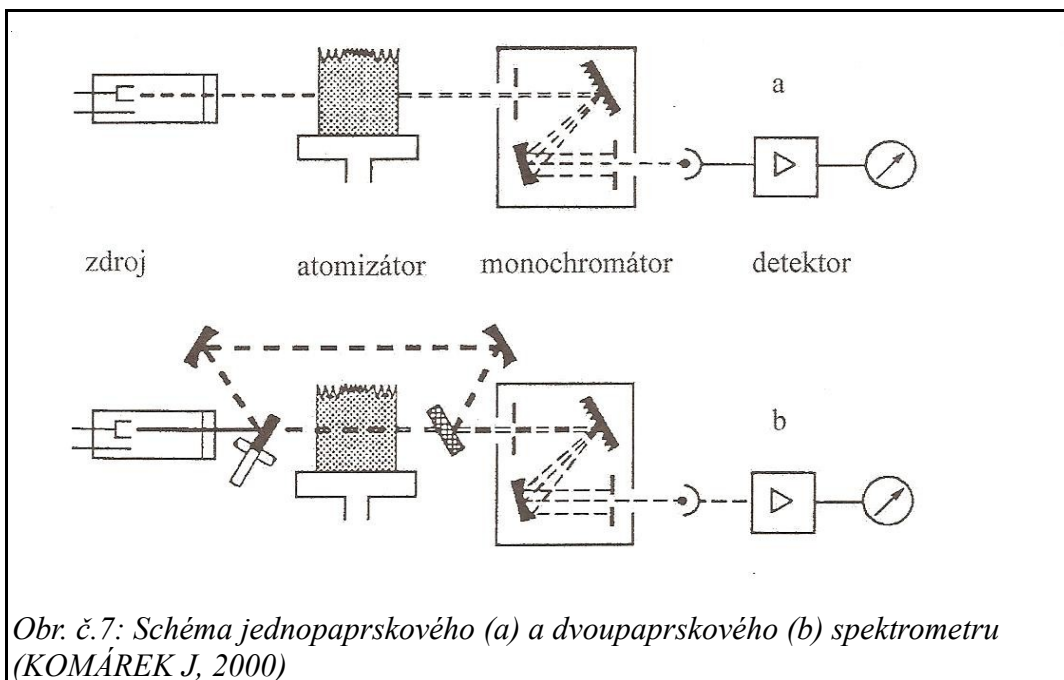 a
zdroj atomizátor monochromátor detektor
b
Obr. č.7: Schéma jednopaprskového (a) a dvoupaprskového (b) spektrometru
(KOMÁREK J, 2000)